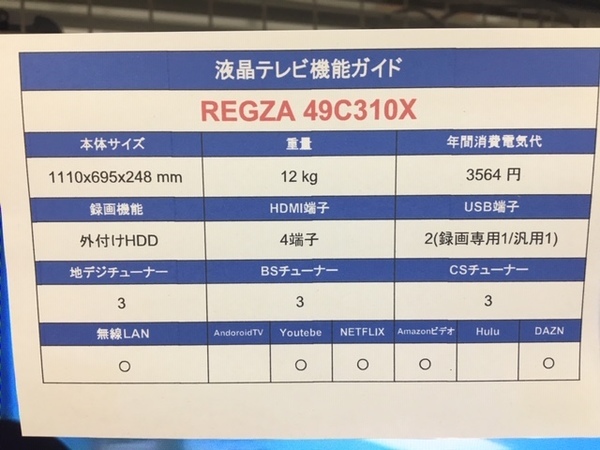 液晶テレビ機能ガイド
REGZA 49C310X
本体サイズ 重量 年間消費電気代
1110x695x248 mm 12 kg 3564 円
録画機能 HDMI端子 USB端子
外付けHDD 4端子 2(録画専用1/汎用1)
地デジチューナー BSチューナー CSチューナー
3 3 3
無線LAN AndoroidTV Youtebe NETFLIX Amazonビデオ Hulu DAZN
○ ○ ○ ○ ○